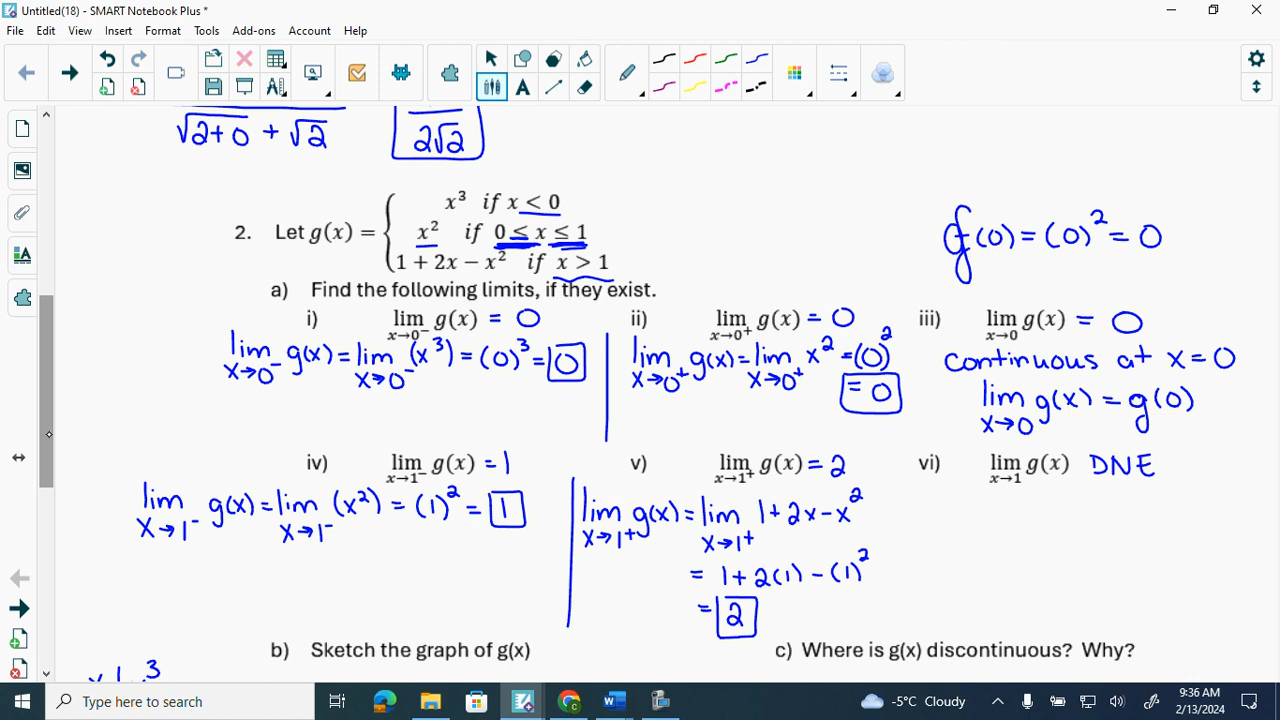 Untitled(18) - SMART Notebook Plus *
File Edit View Insert Format Tools Add-ons Account Help
√2+0 + √2
2√2
x³ if x < 0
2. Let g(x) = { x² if 0 ≤ x ≤ 1
1 + 2x − x² if x > 1
g(0) = (0)² = 0
a) Find the following limits, if they exist.
i) lim x→0⁻ g(x) = 0
lim x→0⁻ g(x) = lim x→0⁻ (x³) = (0)³ = 0
ii) lim x→0⁺ g(x) = 0
lim x→0⁺ g(x) = lim x→0⁺ x² = (0)²
= 0
iii) lim x→0 g(x) = 0
continuous at x = 0
lim x→0 g(x) = g(0)
iv) lim x→1⁻ g(x) = 1
lim x→1⁻ g(x) = lim x→1⁻ (x²) = (1)² = 1
v) lim x→1⁺ g(x) = 2
lim x→1⁺ g(x) = lim x→1⁺ 1 + 2x − x²
= 1 + 2(1) − (1)²
= 2
vi) lim x→1 g(x) DNE
b) Sketch the graph of g(x)
c) Where is g(x) discontinuous? Why?
Type here to search
-5°C Cloudy
9:36 AM
2/13/2024